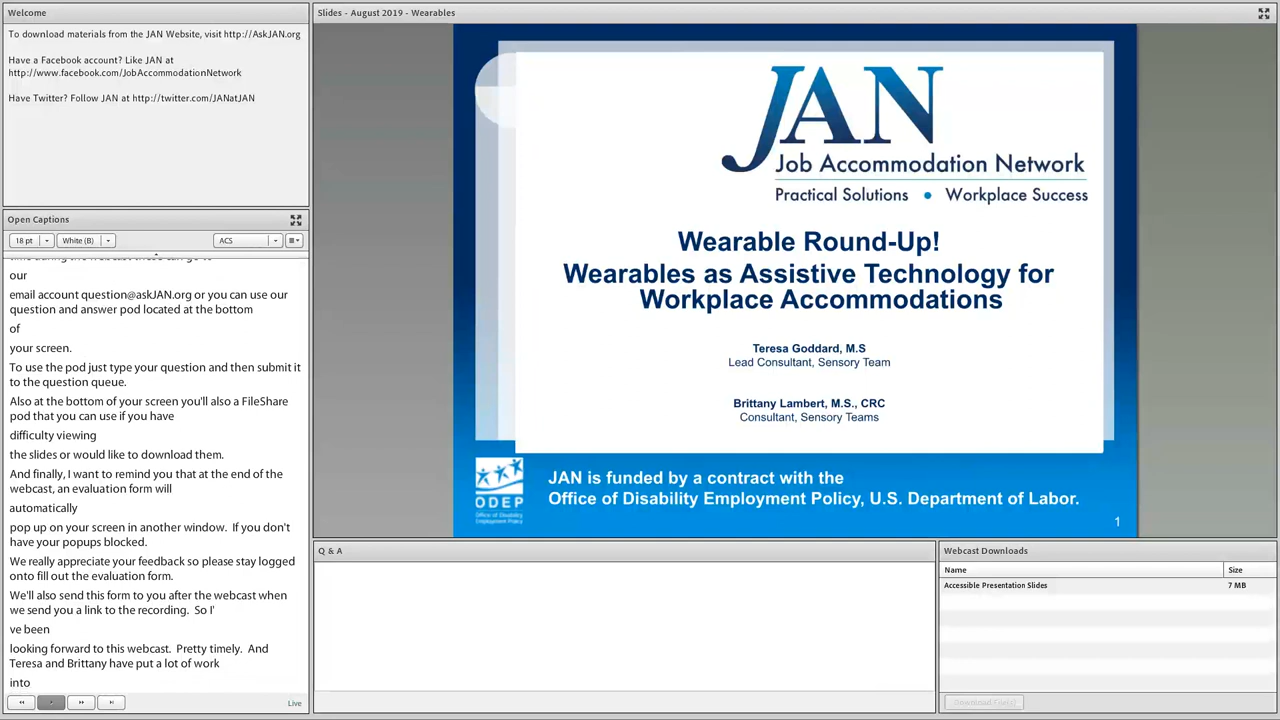 Welcome
To download materials from the JAN Website, visit http://AskJAN.org
Have a Facebook account? Like JAN at
http://www.facebook.com/JobAccommodationNetwork
Have Twitter? Follow JAN at http://twitter.com/JANatJAN
Open Captions
18 pt
White (B)
ACS
our
email account question@askJAN.org or you can use our
question and answer pod located at the bottom
of
your screen.
To use the pod just type your question and then submit it
to the question queue.
Also at the bottom of your screen you'll also a FileShare
pod that you can use if you have
difficulty viewing
the slides or would like to download them.
And finally, I want to remind you that at the end of the
webcast, an evaluation form will
automatically
pop up on your screen in another window.  If you don't
have your popups blocked.
We really appreciate your feedback so please stay logged
onto fill out the evaluation form.
We'll also send this form to you after the webcast when
we send you a link to the recording.  So I'
ve been
looking forward to this webcast.  Pretty timely.  And
Teresa and Brittany have put a lot of work
into
Live
Slides - August 2019 - Wearables
JAN
Job Accommodation Network
Practical Solutions • Workplace Success
Wearable Round-Up!
Wearables as Assistive Technology for
Workplace Accommodations
Teresa Goddard, M.S
Lead Consultant, Sensory Team
Brittany Lambert, M.S., CRC
Consultant, Sensory Teams
ODEP
Office of Disability
Employment Policy
JAN is funded by a contract with the
Office of Disability Employment Policy, U.S. Department of Labor.
1
Q & A
Webcast Downloads
Name Size
Accessible Presentation Slides 7 MB
Download File(s)